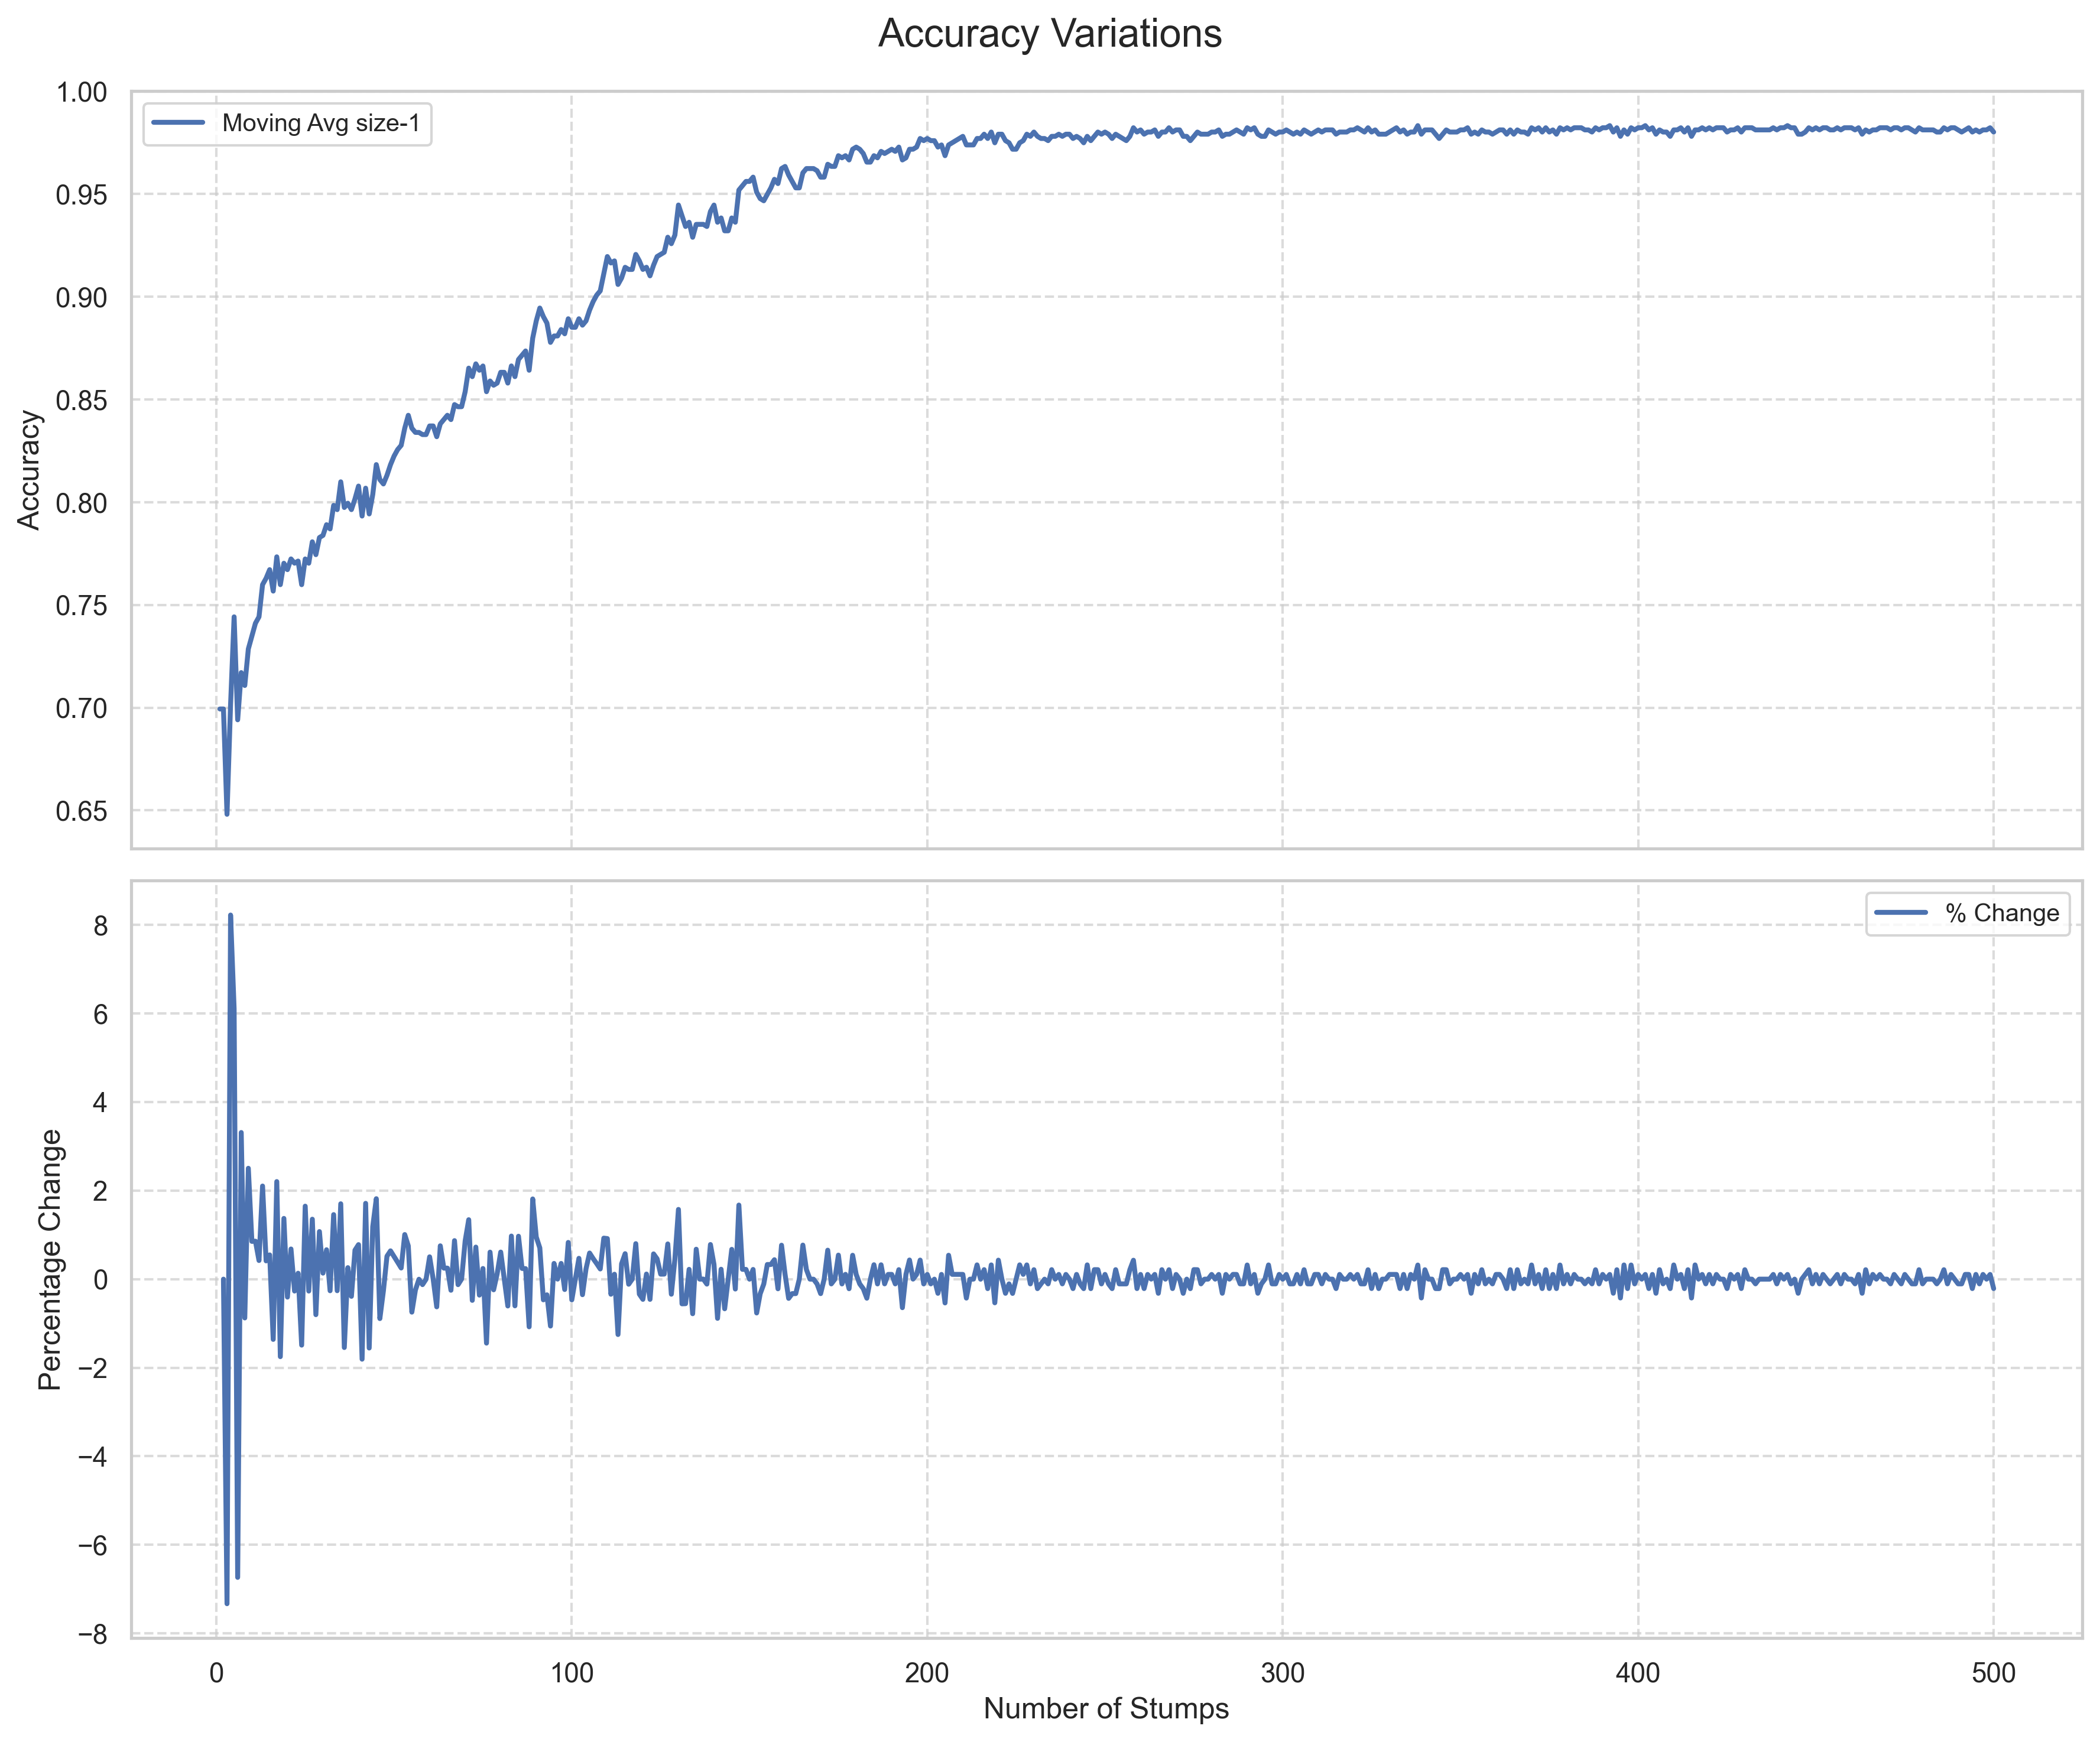 Accuracy Variations
1.00
0.95
0.90
0.85
0.80
0.75
0.70
0.65
Accuracy
Moving Avg size-1
8
6
4
2
0
−2
−4
−6
−8
Percentage Change
% Change
0 100 200 300 400 500
Number of Stumps